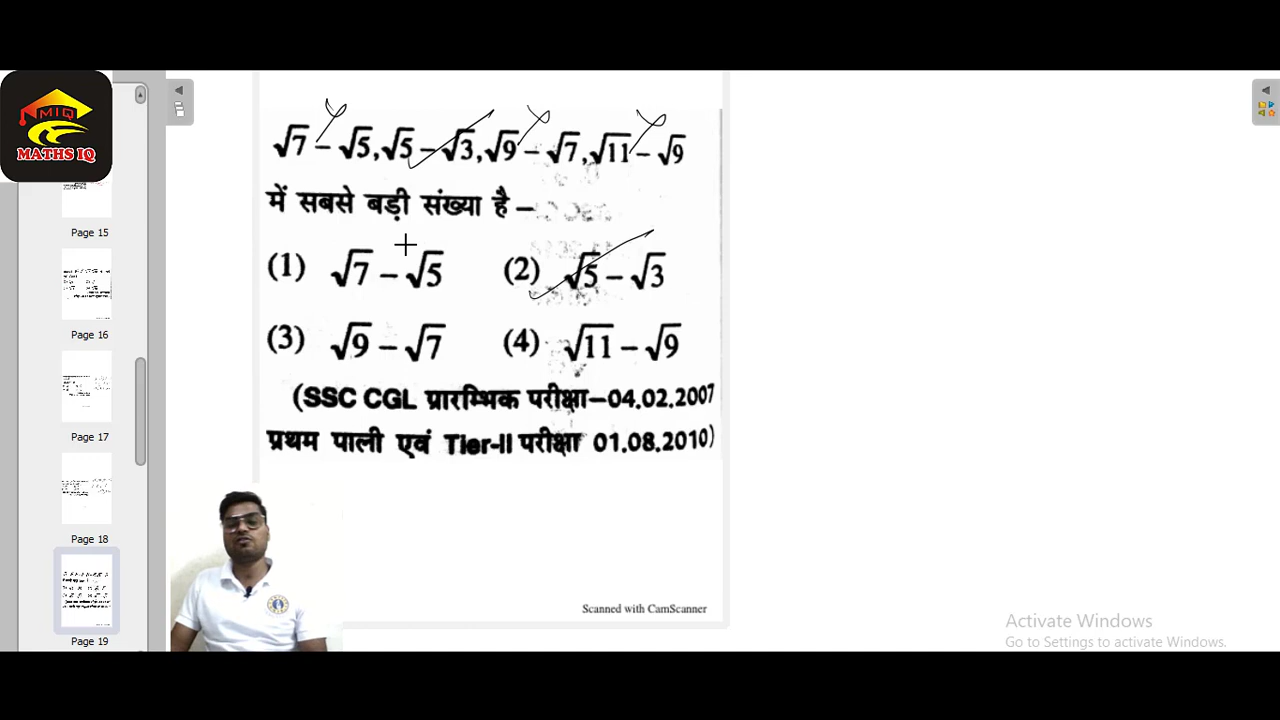 MIQ
MATHS IQ
√7 – √5, √5 – √3, √9 – √7, √11 – √9
में सबसे बड़ी संख्या है –
(1) √7 – √5 (2) √5 – √3
(3) √9 – √7 (4) √11 – √9
(SSC CGL प्रारम्भिक परीक्षा–04.02.2007
प्रथम पाली एवं Tier-II परीक्षा 01.08.2010)
Scanned with CamScanner
Page 15
Page 16
Page 17
Page 18
Page 19
Activate Windows
Go to Settings to activate Windows.